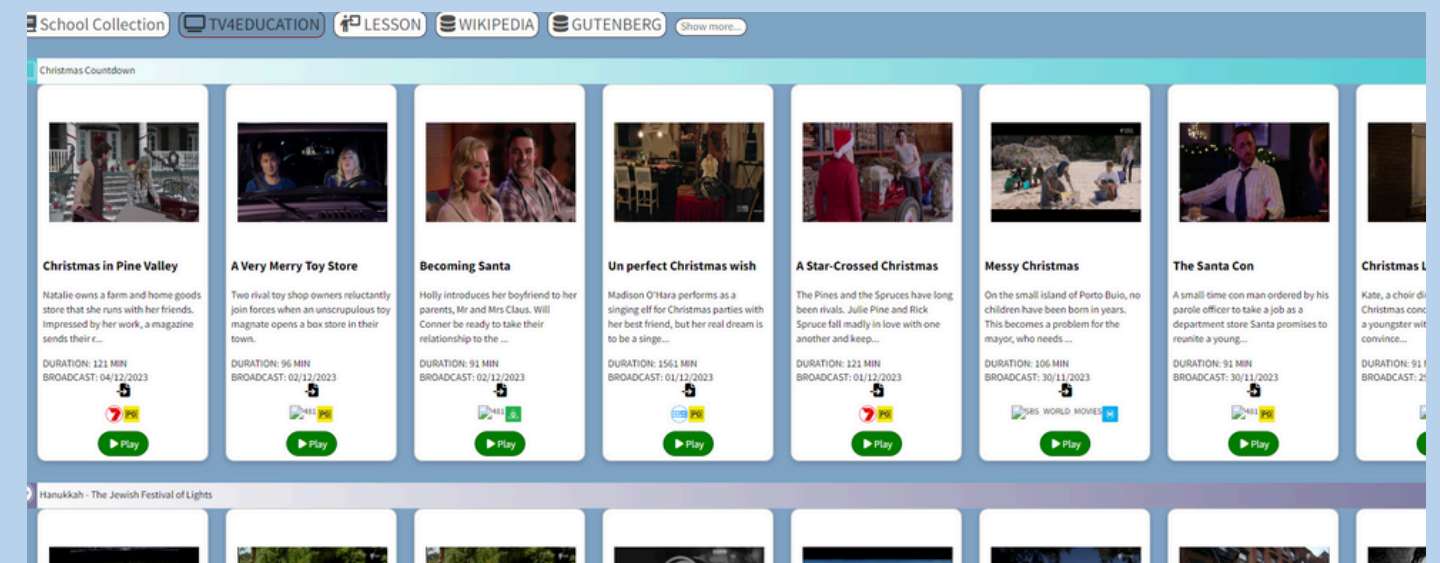 School Collection
TV4EDUCATION
LESSON
WIKIPEDIA
GUTENBERG
Show more...
Christmas Countdown
Christmas in Pine Valley
Natalie owns a farm and home goods
store that she runs with her friends.
Impressed by her work, a magazine
sends their r...
DURATION: 121 MIN
BROADCAST: 04/12/2023
PG
Play
A Very Merry Toy Store
Two rival toy shop owners reluctantly
join forces when an unscrupulous toy
magnate opens a box store in their
town.
DURATION: 96 MIN
BROADCAST: 02/12/2023
PG
Play
Becoming Santa
Holly introduces her boyfriend to her
parents, Mr and Mrs Claus. Will
Conner be ready to take their
relationship to the ...
DURATION: 91 MIN
BROADCAST: 02/12/2023
Play
Un perfect Christmas wish
Madison O'Hara performs as a
singing elf for Christmas parties with
her best friend, but her real dream is
to be a singe...
DURATION: 1561 MIN
BROADCAST: 01/12/2023
PG
Play
A Star-Crossed Christmas
The Pines and the Spruces have long
been rivals. Julie Pine and Rick
Spruce fall madly in love with one
another and keep...
DURATION: 121 MIN
BROADCAST: 01/12/2023
PG
Play
Messy Christmas
On the small island of Porto Buio, no
children have been born in years.
This becomes a problem for the
mayor, who needs ...
DURATION: 106 MIN
BROADCAST: 30/11/2023
SBS WORLD MOVIES
Play
The Santa Con
A small-time con man ordered by his
parole officer to take a job as a
department store Santa promises to
reunite a young...
DURATION: 91 MIN
BROADCAST: 30/11/2023
PG
Play
Christmas
Kate, a choir
Christmas
a youngster
convince...
DURATION: 91
BROADCAST:
Hanukkah - The Jewish Festival of Lights